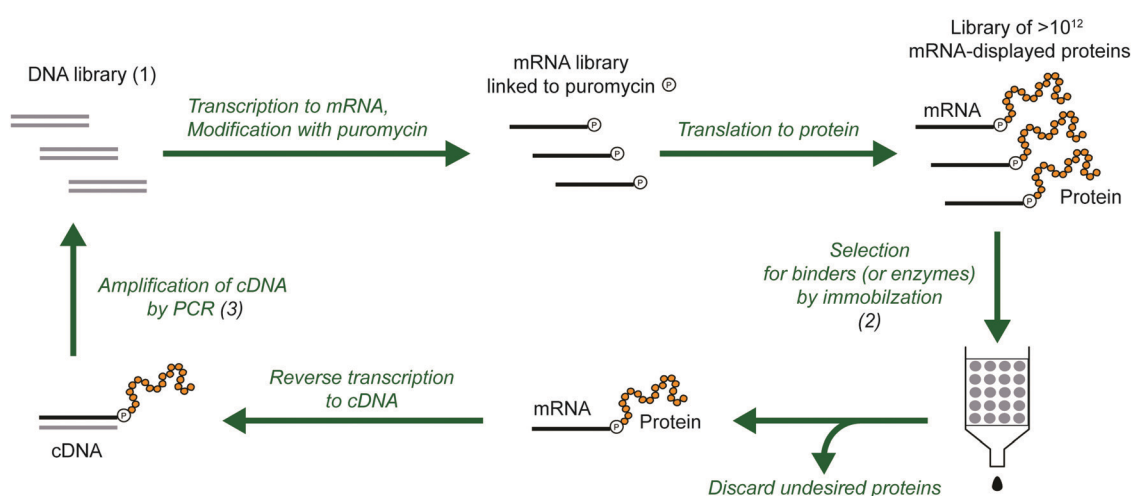 DNA library (1)
Transcription to mRNA,
Modification with puromycin
mRNA library
linked to puromycin P
P
P
P
Translation to protein
Library of >10¹²
mRNA-displayed proteins
mRNA
P
P
P
Protein
Selection
for binders (or enzymes)
by immobilzation
(2)
Discard undesired proteins
mRNA
P
Protein
Reverse transcription
to cDNA
P
cDNA
Amplification of cDNA
by PCR (3)